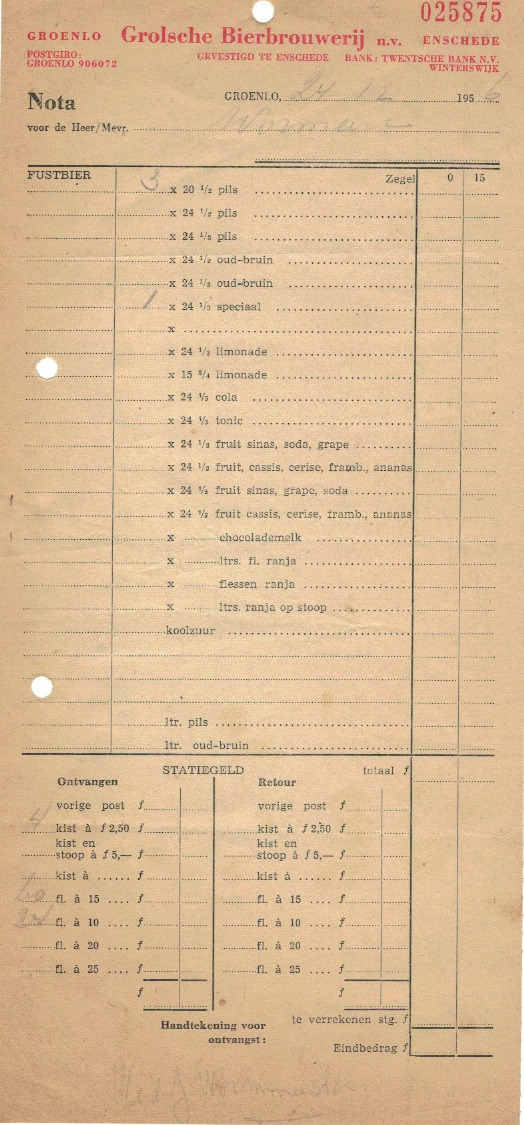 025875
GROENLO Grolsche Bierbrouwerij n.v. ENSCHEDE
POSTGIRO: GROENLO 906072
GEVESTIGD TE ENSCHEDE BANK: TWENTSCHE BANK N.V. WINTERSWIJK
Nota
GROENLO, 24 12 1956
voor de Heer/Mevr.
FUSTBIER Zegel 0 15
3 x 20 1/2 pils
x 24 1/2 pils
x 24 1/3 pils
x 24 1/2 oud-bruin
x 24 1/3 oud-bruin
1 x 24 1/3 speciaal
x
x 24 1/3 limonade
x 15 3/4 limonade
x 24 1/5 cola
x 24 1/5 tonic
x 24 1/3 fruit sinas, soda, grape
x 24 1/3 fruit, cassis, cerise, framb., ananas
x 24 1/5 fruit sinas, grape, soda
x 24 1/5 fruit cassis, cerise, framb., ananas
x chocolademelk
x ltrs. fl. ranja
x flessen ranja
x ltrs. ranja op stoop
koolzuur
ltr. pils
ltr. oud-bruin
STATIEGELD totaal f
Ontvangen Retour
vorige post f vorige post f
4 kist à f 2,50 f kist à f 2,50 f
kist en kist en
stoop à f 5,— f stoop à f 5,— f
kist à ...... f kist à ...... f
60 fl. à 15 .... f fl. à 15 .... f
24 fl. à 10 .... f fl. à 10 .... f
fl. à 20 .... f fl. à 20 .... f
fl. à 25 .... f fl. à 25 .... f
f f
Handtekening voor ontvangst: te verrekenen stg. f
Eindbedrag f